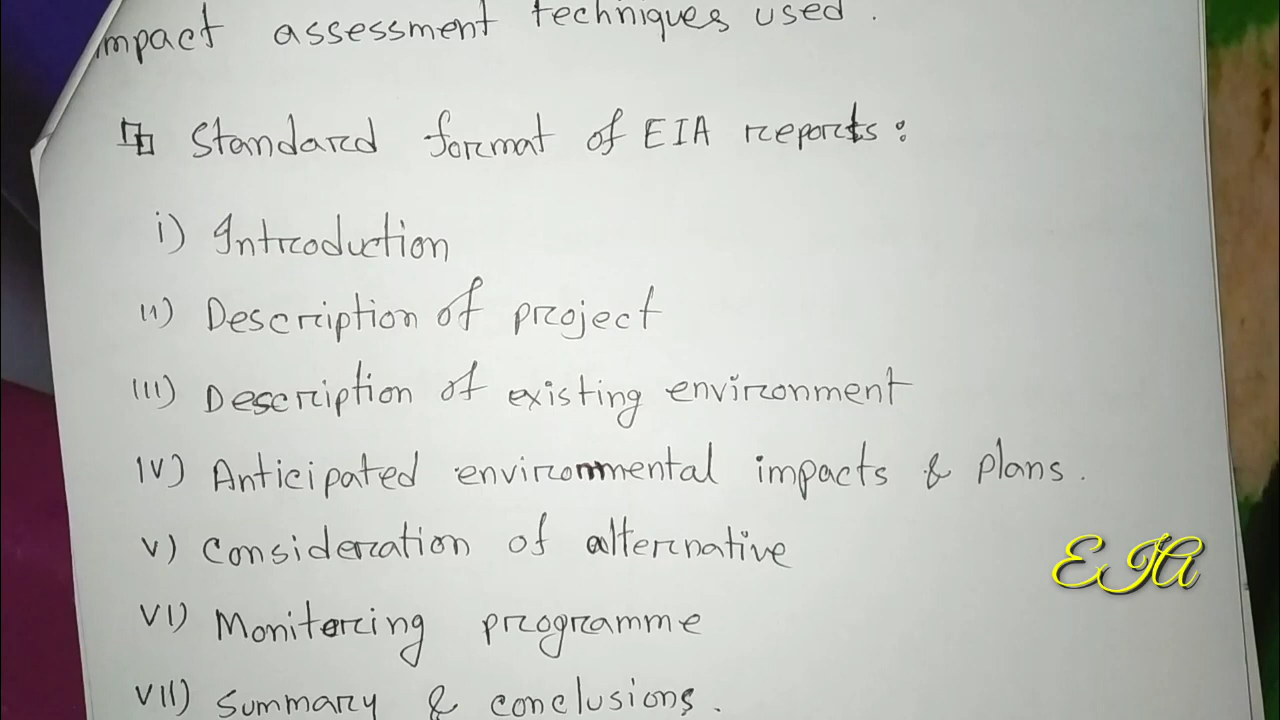 impact assessment techniques used.
Standard format of EIA reports:
i) Introduction
ii) Description of project
iii) Description of existing environment
iv) Anticipated environmental impacts & plans.
v) Consideration of alternative
vi) Monitoring programme
vii) Summary & conclusions.
EIA